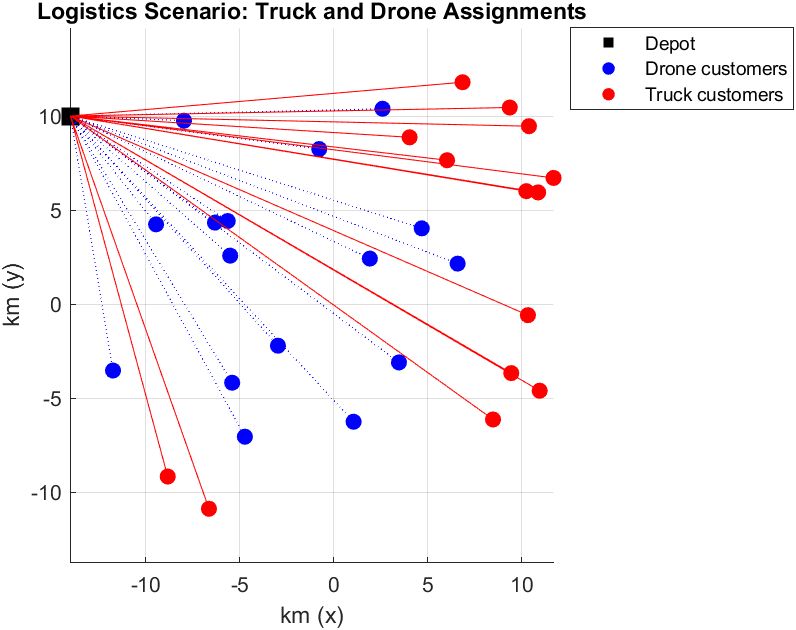 Logistics Scenario: Truck and Drone Assignments
Depot
Drone customers
Truck customers
10
5
0
-5
-10
km (y)
-10
-5
0
5
10
km (x)